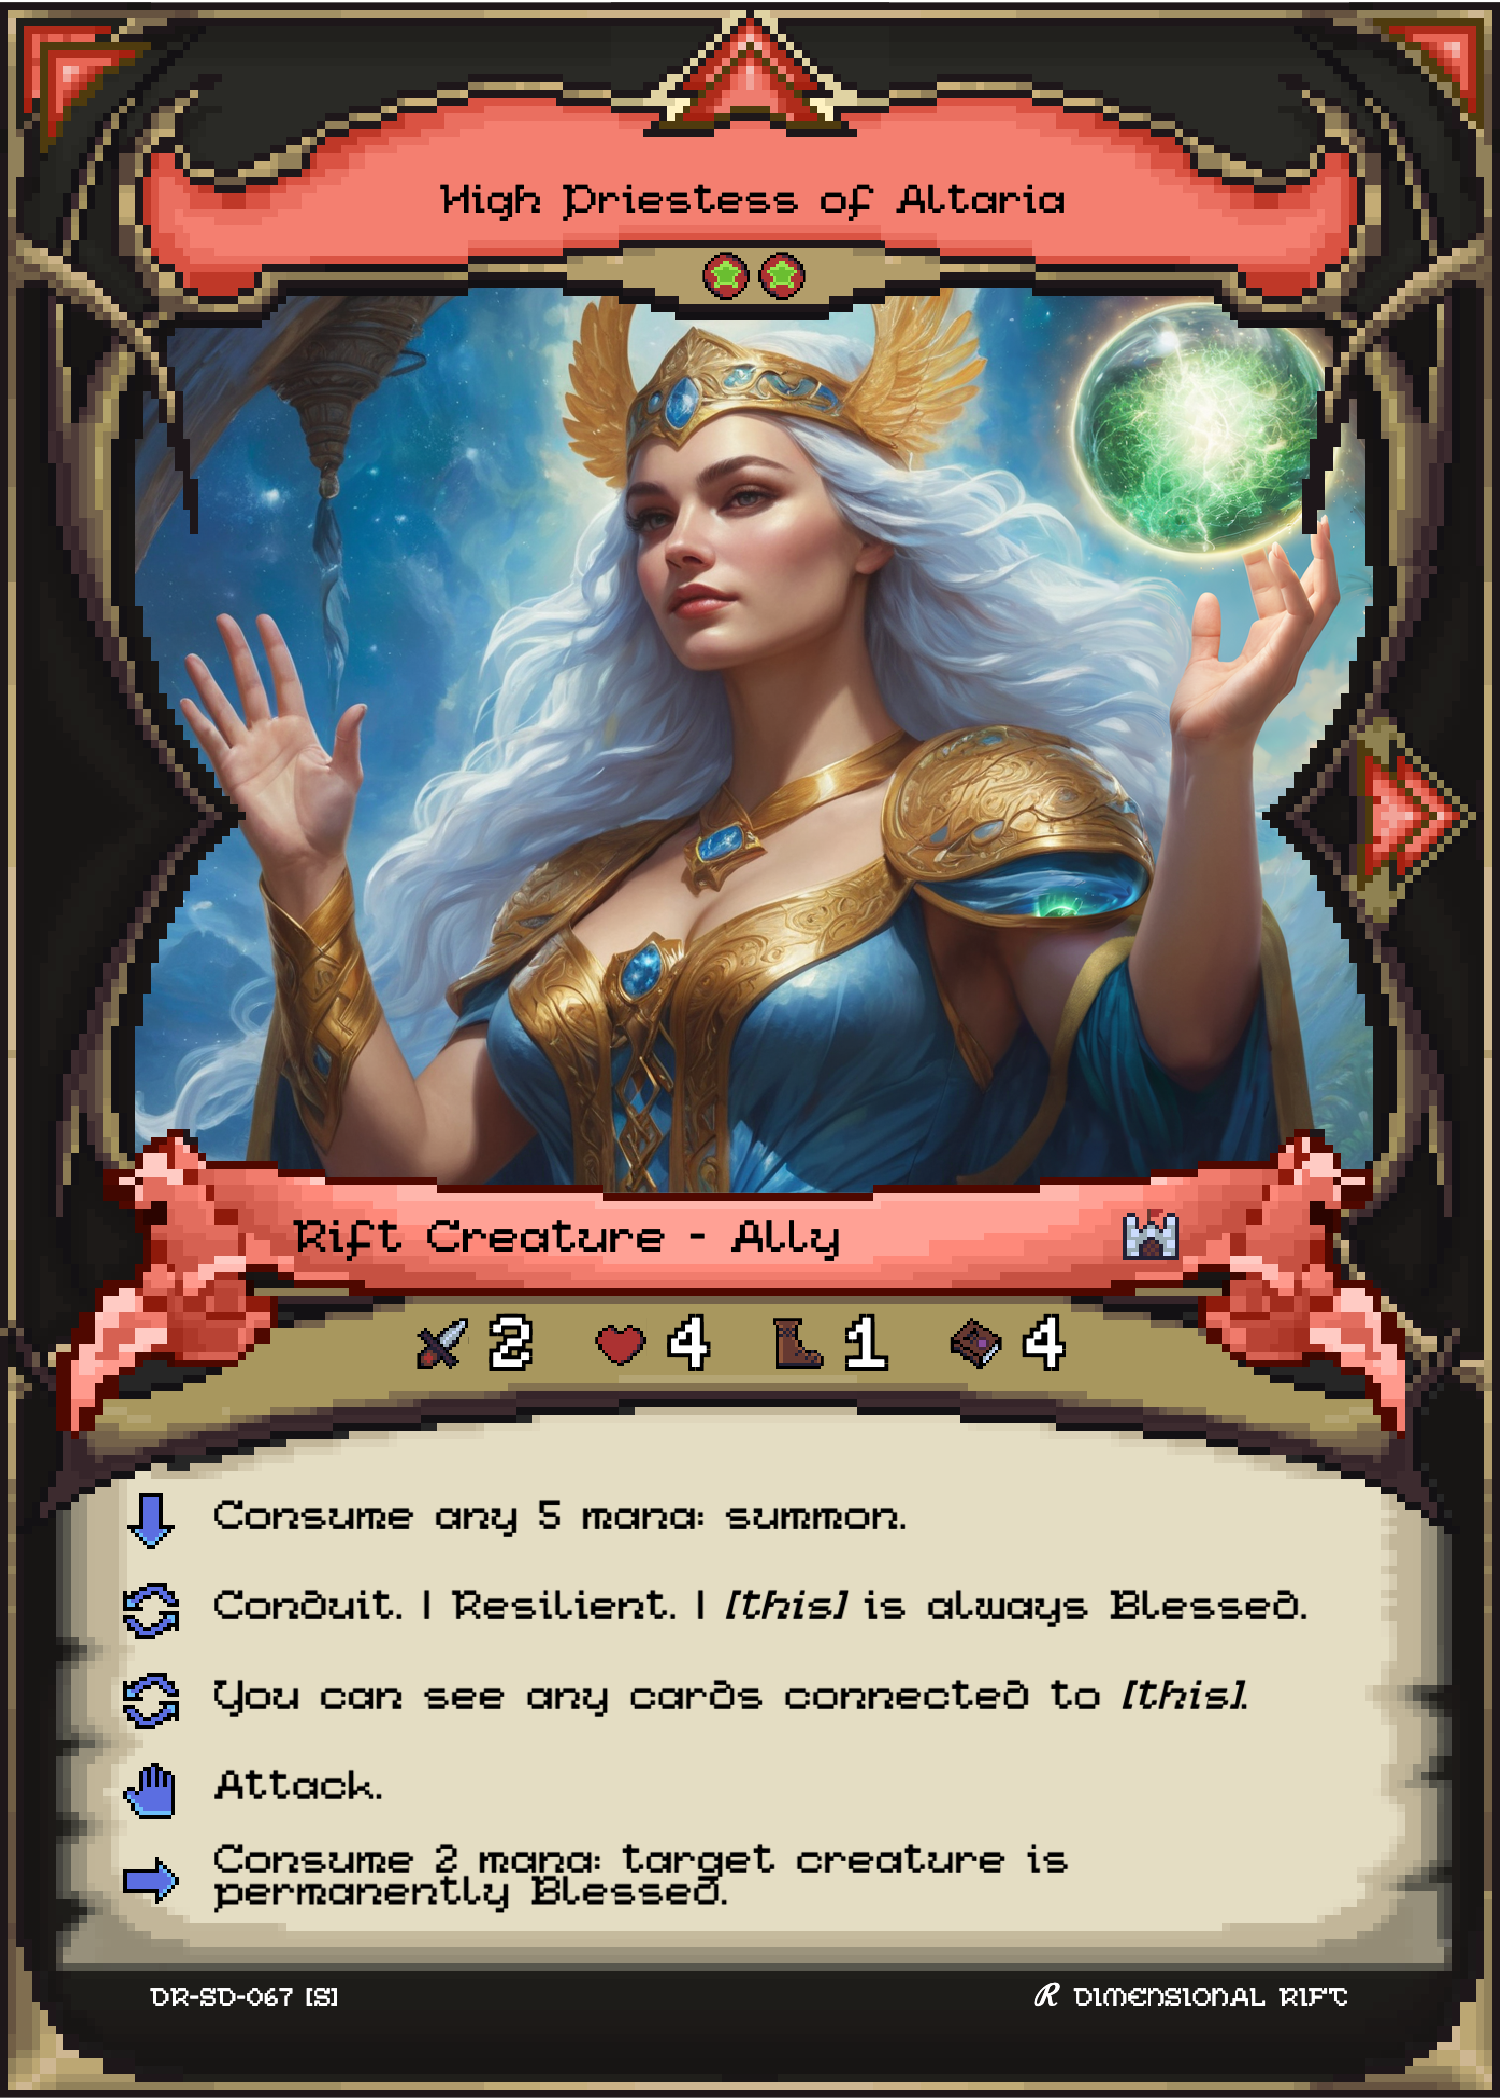 High Priestess of Altaria
Rift Creature - Ally
2 4 1 4
Consume any 5 mana: summon.
Conduit. | Resilient. | [this] is always Blessed.
You can see any cards connected to [this].
Attack.
Consume 2 mana: target creature is
permanently Blessed.
DR-SD-067 [S]
R DIMENSIONAL RIFT